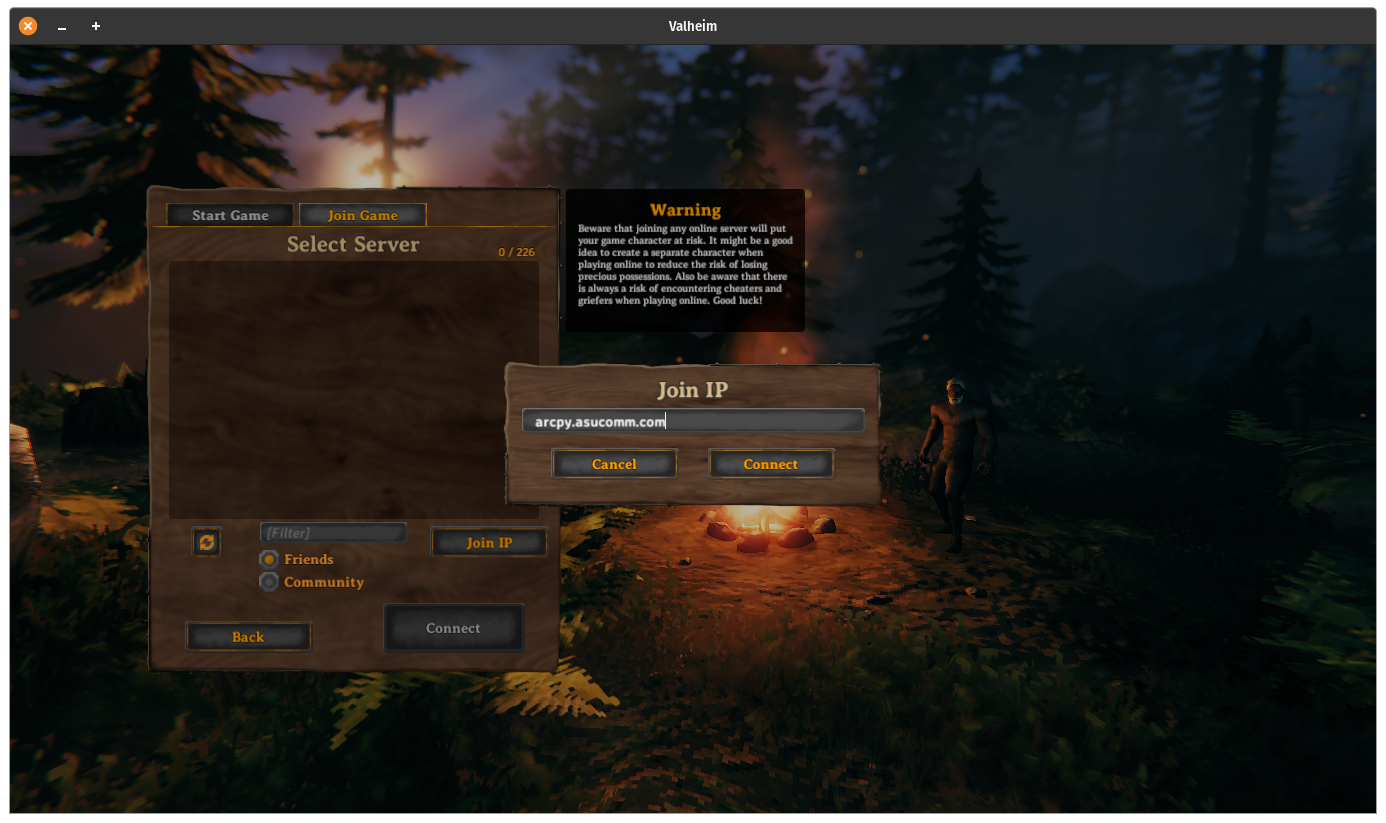 Valheim
Start Game
Join Game
Select Server
0 / 226
Warning
Beware that joining any online server will put
your game character at risk. It might be a good
idea to create a separate character when
playing online to reduce the risk of losing
precious possessions. Also be aware that there
is always a risk of encountering cheaters and
griefers when playing online. Good luck!
Join IP
arcpy.asucomm.com
Cancel
Connect
[Filter]
Join IP
Friends
Community
Back
Connect